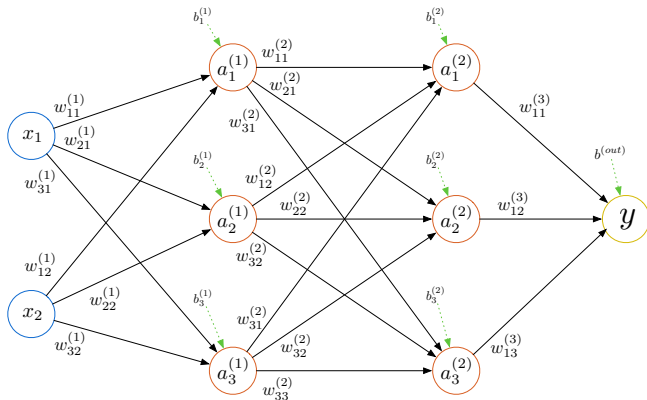 b_1^{(1)}
b_1^{(2)}
w_{11}^{(2)}
a_1^{(1)}
a_1^{(2)}
w_{21}^{(2)}
w_{11}^{(1)}
w_{11}^{(3)}
w_{31}^{(2)}
x_1
w_{21}^{(1)}
b_2^{(1)}
b_2^{(2)}
b^{(out)}
w_{31}^{(1)}
w_{12}^{(2)}
w_{22}^{(2)}
w_{12}^{(3)}
a_2^{(1)}
a_2^{(2)}
y
w_{32}^{(2)}
w_{12}^{(1)}
w_{22}^{(1)}
b_3^{(1)}
b_3^{(2)}
x_2
w_{31}^{(2)}
w_{32}^{(1)}
w_{32}^{(2)}
w_{13}^{(3)}
a_3^{(1)}
a_3^{(2)}
w_{33}^{(2)}